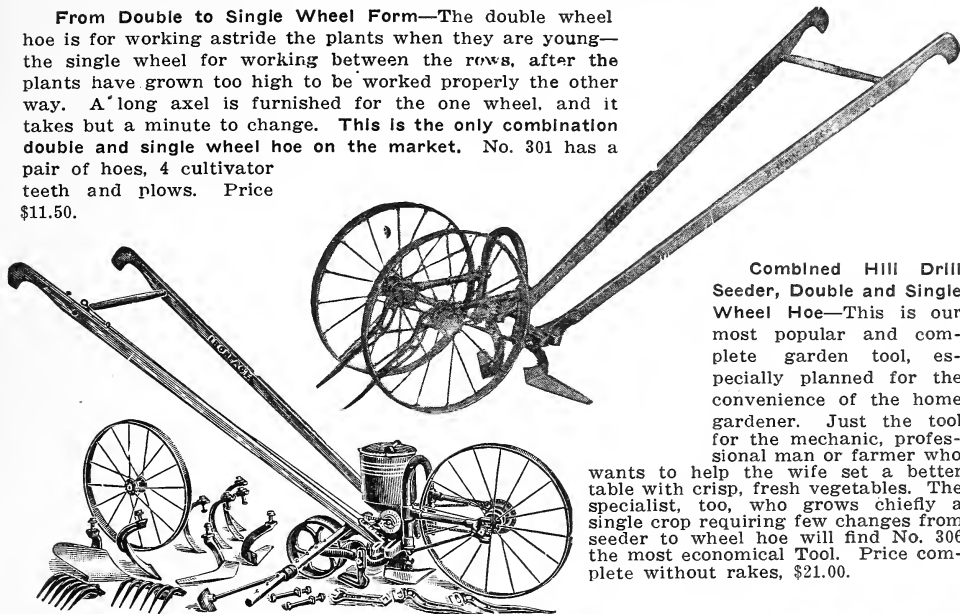 From Double to Single Wheel Form—The double wheel
hoe is for working astride the plants when they are young—
the single wheel for working between the rows, after the
plants have grown too high to be worked properly the other
way. A long axel is furnished for the one wheel, and it
takes but a minute to change. This is the only combination
double and single wheel hoe on the market. No. 301 has a
pair of hoes, 4 cultivator
teeth and plows. Price
$11.50.
Combined Hill Drill
Seeder, Double and Single
Wheel Hoe—This is our
most popular and com-
plete garden tool, es-
pecially planned for the
convenience of the home
gardener. Just the tool
for the mechanic, profes-
sional man or farmer who
wants to help the wife set a better
table with crisp, fresh vegetables. The
specialist, too, who grows chiefly a
single crop requiring few changes from
seeder to wheel hoe will find No. 306
the most economical Tool. Price com-
plete without rakes, $21.00.